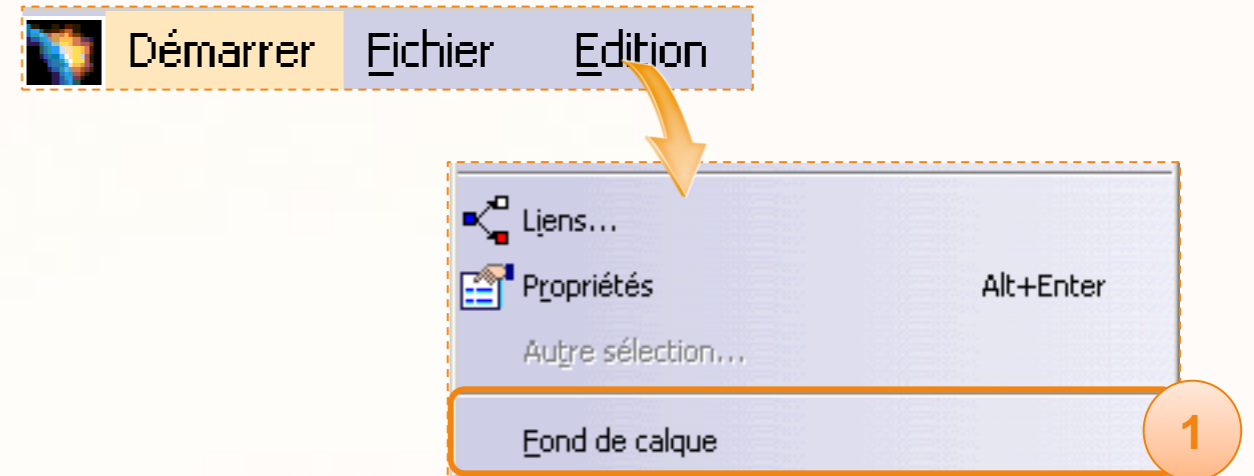 Démarrer Fichier Edition
Liens...
Propriétés Alt+Enter
Autre sélection...
Fond de calque
1